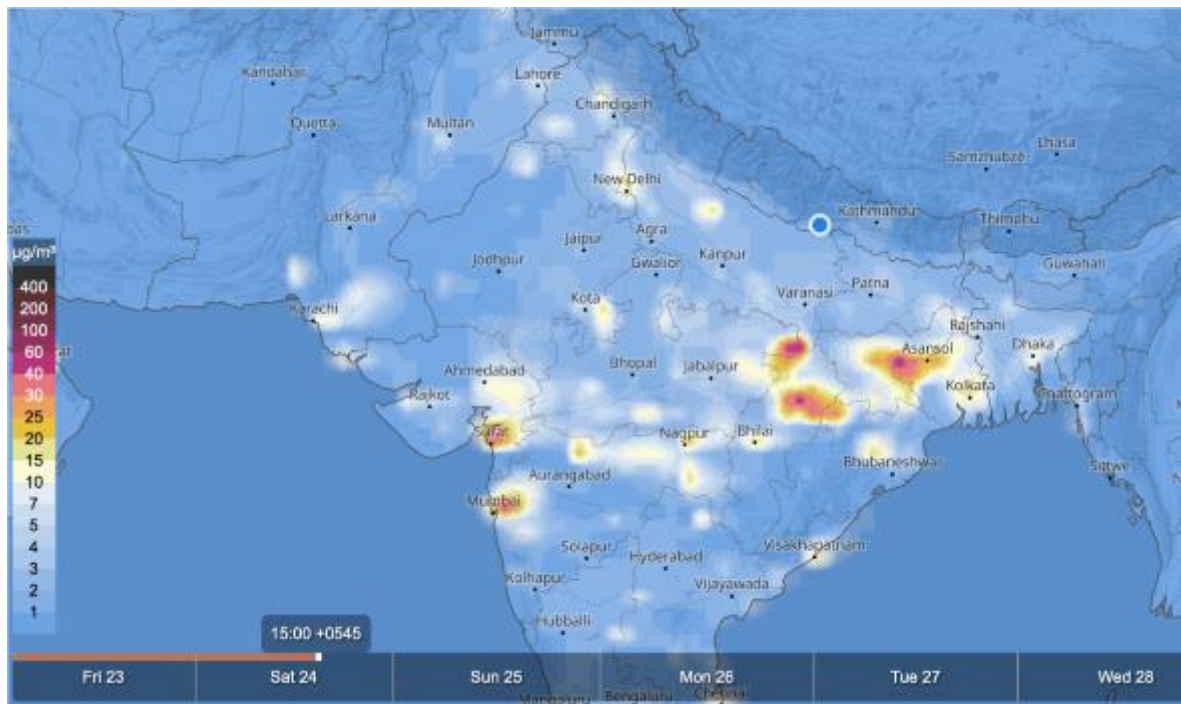 Jammu
Kandahar
Lahore
Chandigarh
Quetta
Multan
Lhasa
Samzhubzê
New Delhi
Larkana
Kathmandu
Thimphu
Agra
Jaipur
Kanpur
Jodhpur
Gwalior
Guwahati
µg/m³
400
200
100
60
40
30
25
20
15
10
7
5
4
3
2
1
Patna
Varanasi
Kota
Karachi
Rajshahi
Asansol
Dhaka
Bhopal
Jabalpur
Ahmedabad
Rajkot
Kolkata
Chattogram
Surat
Nagpur
Bhilai
Bhubaneshwar
Sittwe
Aurangabad
Mumbai
Solapur
Hyderabad
Visakhapatnam
Kolhapur
Vijayawada
Hubballi
15:00 +0545
Fri 23
Sat 24
Sun 25
Mon 26
Tue 27
Wed 28
Mangaluru
Bengaluru
Chennai